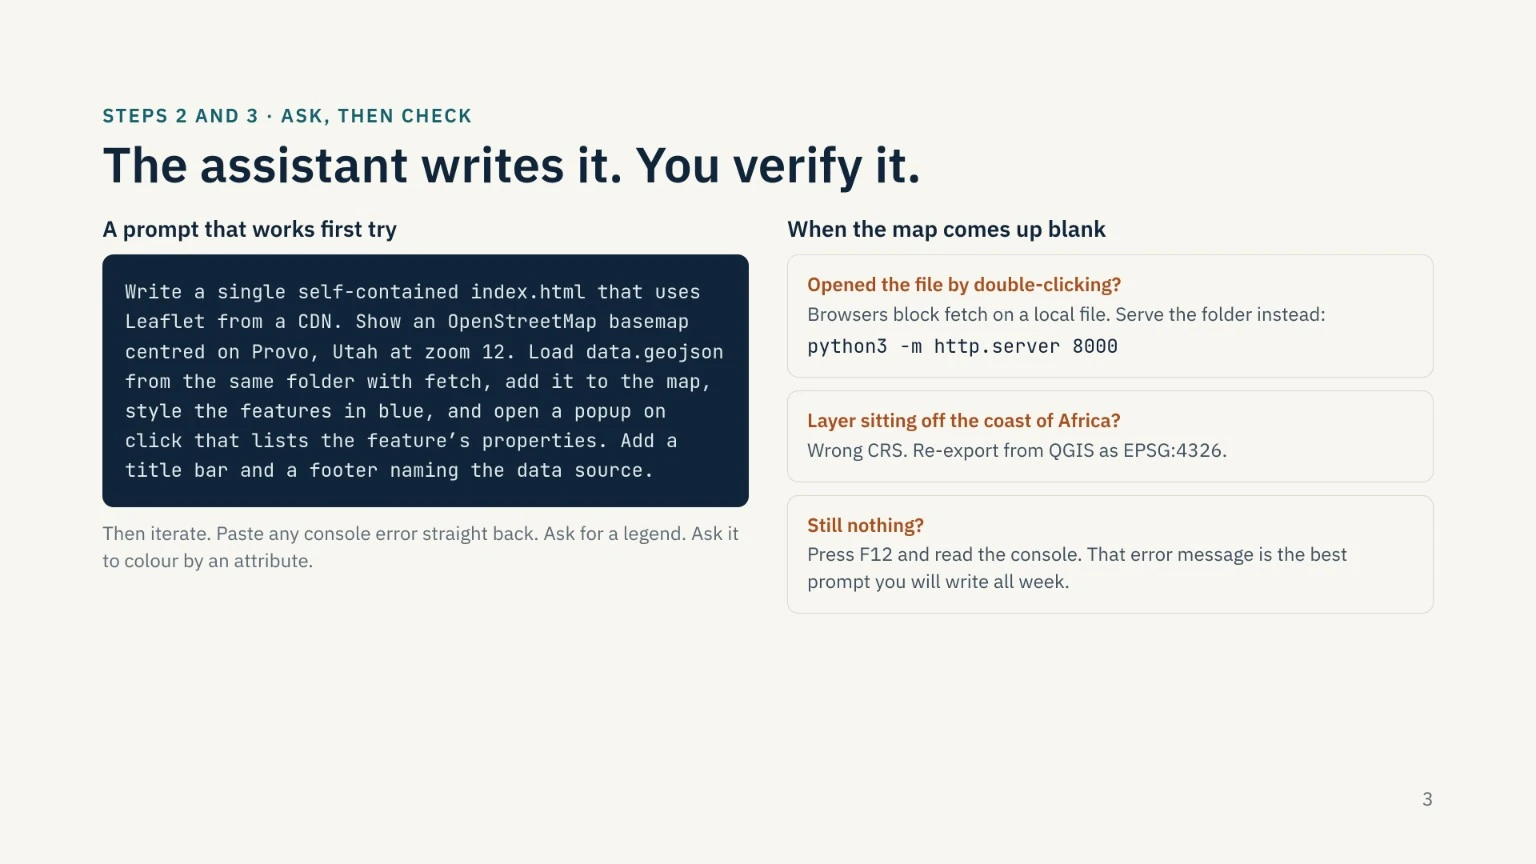 STEPS 2 AND 3 · ASK, THEN CHECK
The assistant writes it. You verify it.
A prompt that works first try
Write a single self-contained index.html that uses
Leaflet from a CDN. Show an OpenStreetMap basemap
centred on Provo, Utah at zoom 12. Load data.geojson
from the same folder with fetch, add it to the map,
style the features in blue, and open a popup on
click that lists the feature’s properties. Add a
title bar and a footer naming the data source.
Then iterate. Paste any console error straight back. Ask for a legend. Ask it
to colour by an attribute.
When the map comes up blank
Opened the file by double-clicking?
Browsers block fetch on a local file. Serve the folder instead:
python3 -m http.server 8000
Layer sitting off the coast of Africa?
Wrong CRS. Re-export from QGIS as EPSG:4326.
Still nothing?
Press F12 and read the console. That error message is the best
prompt you will write all week.
3